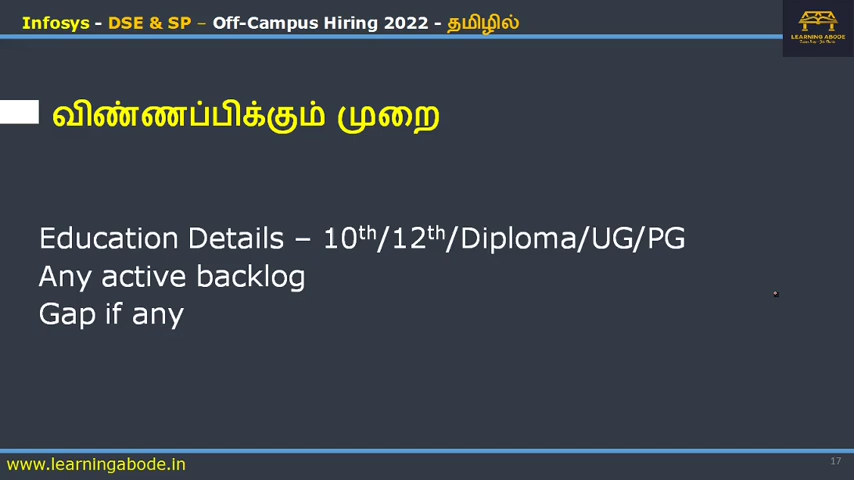 Infosys - DSE & SP – Off-Campus Hiring 2022 - தமிழில்
LEARNING ABODE
விண்ணப்பிக்கும் முறை
Education Details – 10th/12th/Diploma/UG/PG
Any active backlog
Gap if any
www.learningabode.in
17